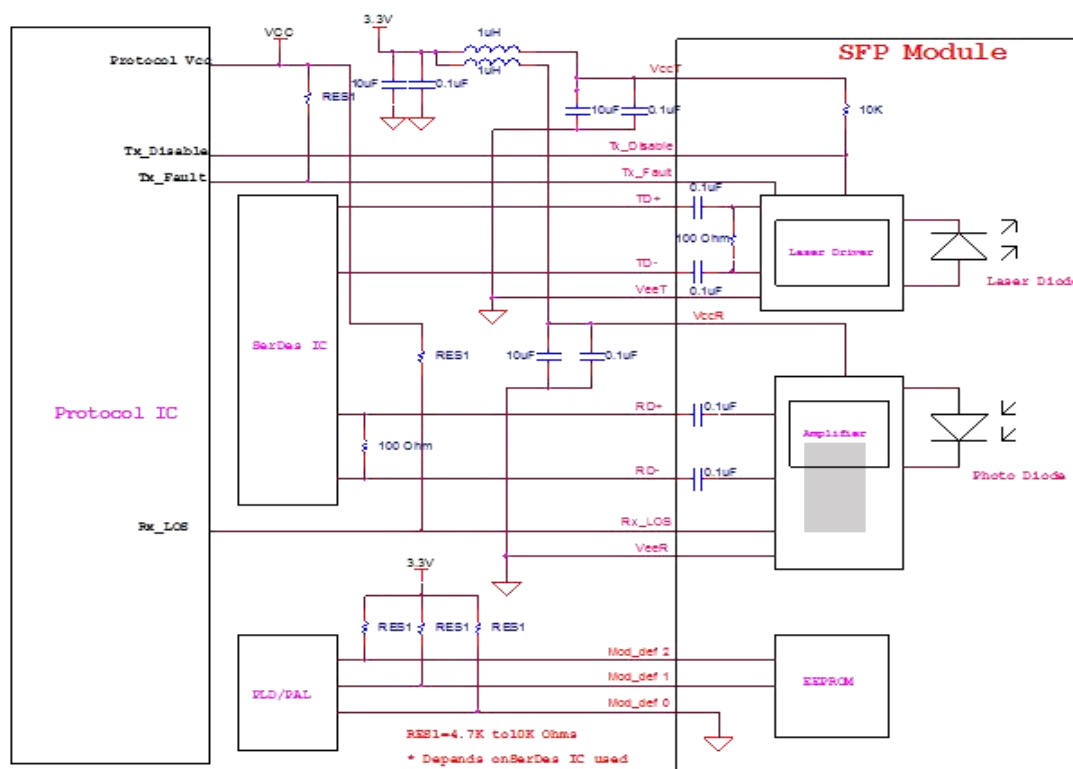 3.3V
1uH
VCC
SFP Module
Protocol Vcc
1uH
VccT
10uF
0.1uF
RES1
10uF
0.1uF
10K
Tx_Disable
Tx_Disable
Tx_Fault
Tx_Fault
0.1uF
TD+
100 Ohm
Laser Driver
TD-
Laser Diode
VeeT
0.1uF
VccR
SerDes IC
RES1
10uF
0.1uF
Protocol IC
RD+
0.1uF
100 Ohm
Amplifier
RD-
0.1uF
Photo Diode
Rx_LOS
Rx_LOS
VeeR
3.3V
RES1
RES1
RES1
Mod_def 2
PLD/PAL
Mod_def 1
EEPROM
Mod_def 0
RES1=4.7K to10K Ohms
* Depends onSerDes IC used